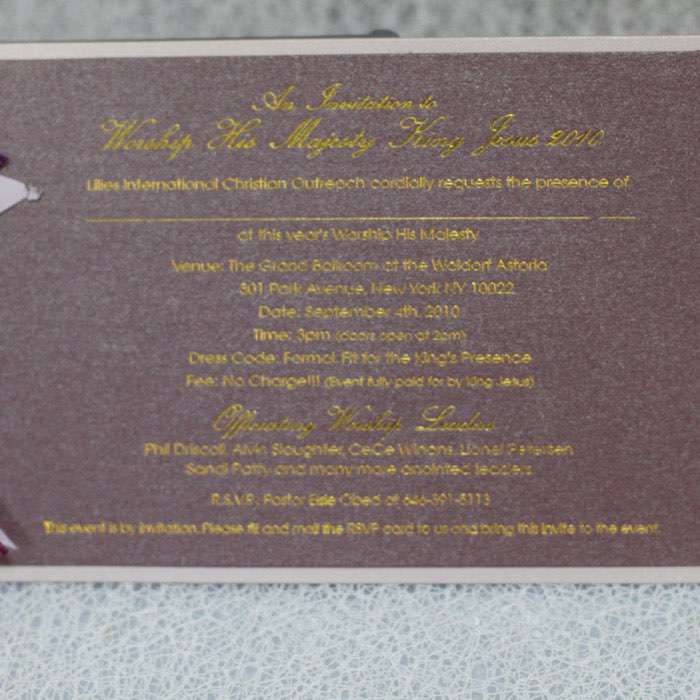 An Invitation to
Worship His Majesty King Jesus 2010
Lilies International Christian Outreach cordially requests the presence of
at this year's Worship His Majesty
Venue: The Grand Ballroom at the Waldorf Astoria
301 Park Avenue, New York NY 10022
Date: September 4th, 2010
Time: 3pm (doors open at 2pm)
Dress Code: Formal. Fit for the King's Presence
Fee: No Charge!!! (Event fully paid for by King Jesus)
Officiating Worship Leaders
Phil Driscoll, Alvin Slaughter, CeCe Winans, Lionel Petersen
Sandi Patty and many more anointed leaders.
R.S.V.P. Pastor Elsie Obed at
This event is by invitation. Please fill and mail the RSVP card to us and bring this invite to the event.